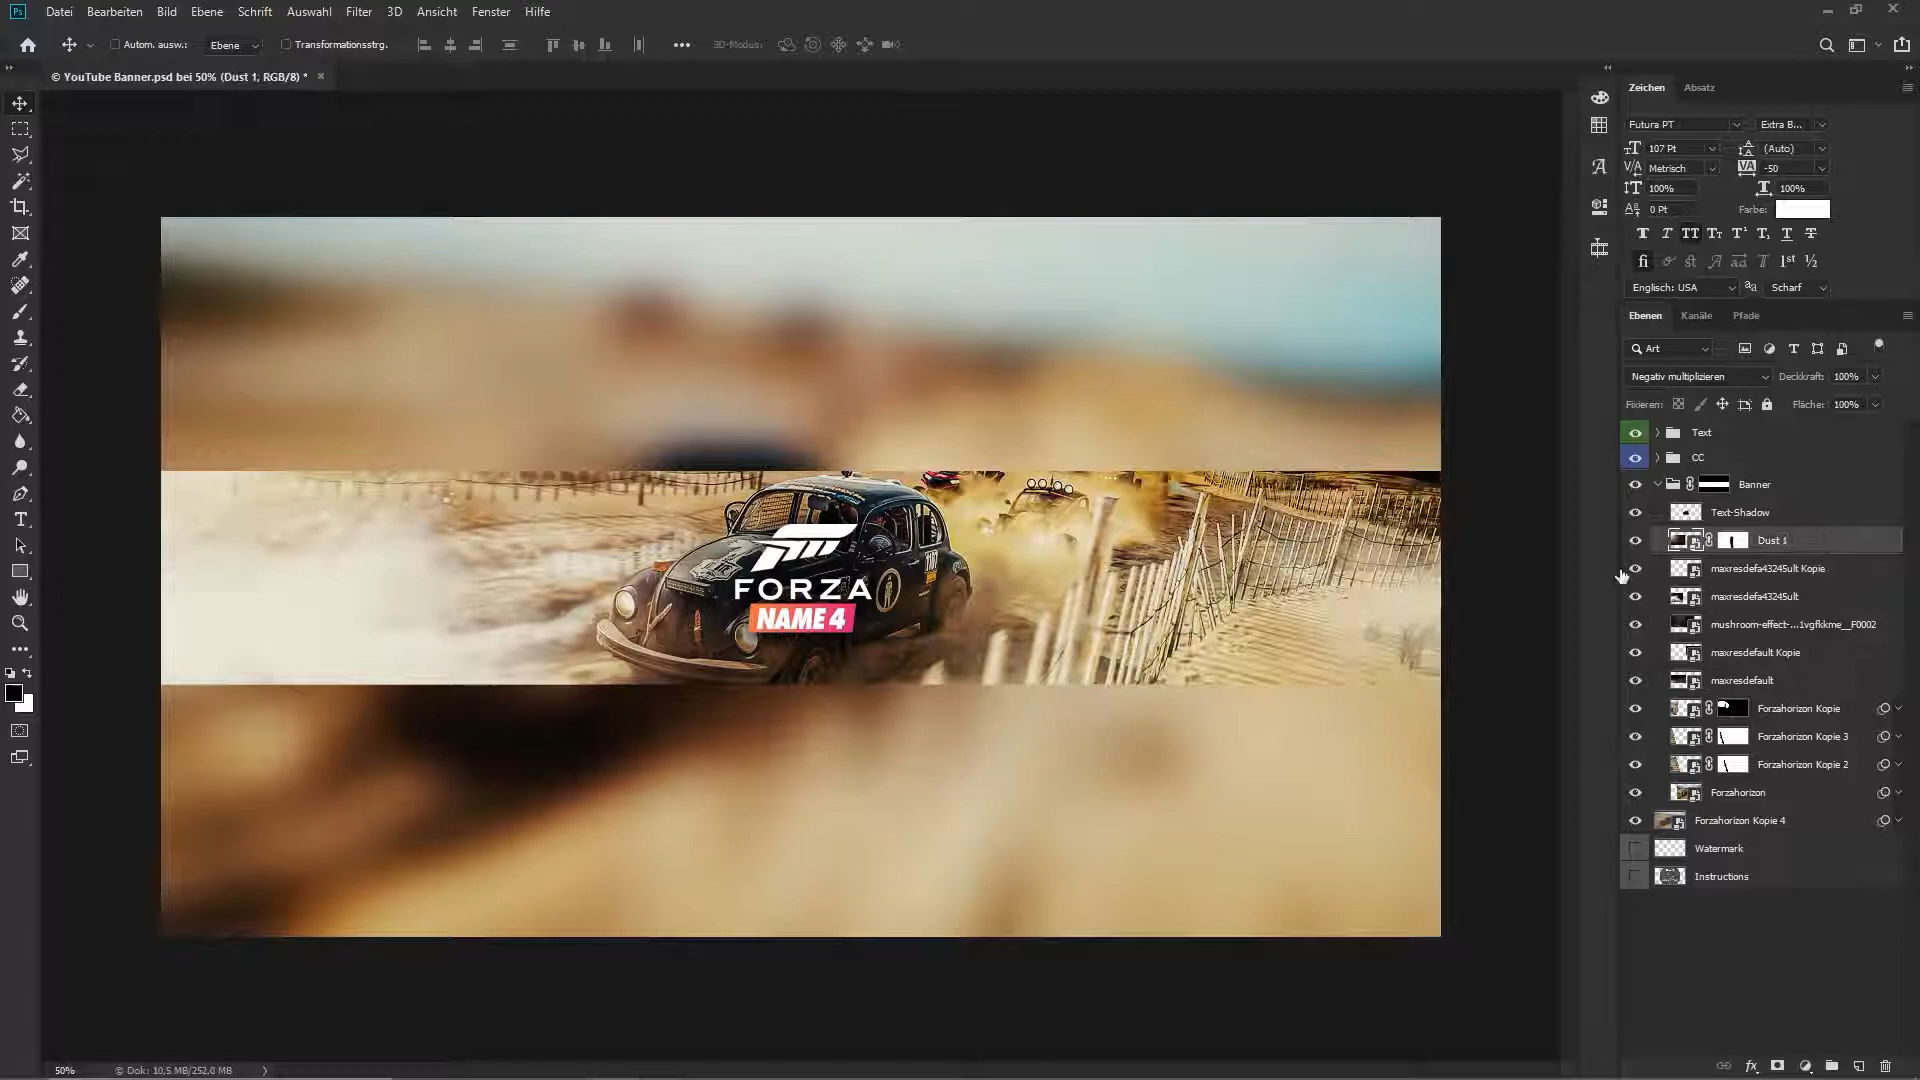 Ps Datei Bearbeiten Bild Ebene Schrift Auswahl Filter 3D Ansicht Fenster Hilfe
Autom. ausw.: Ebene Transformationsstrg. 3D-Modus:
© YouTube Banner.psd bei 50% (Dust 1, RGB/8) *
Zeichen Absatz
Futura PT Extra B...
107 Pt (Auto)
Metrisch -50
100% 100%
0 Pt Farbe:
Englisch: USA Scharf
Ebenen Kanäle Pfade
Art
Negativ multiplizieren Deckkraft: 100%
Fixieren: Fläche: 100%
Text
CC
Banner
Text-Shadow
Dust 1
maxresdefa43245ult Kopie
maxresdefa43245ult
mushroom-effect-...1vgfkkme__F0002
maxresdefault Kopie
maxresdefault
Forzahorizon Kopie
Forzahorizon Kopie 3
Forzahorizon Kopie 2
Forzahorizon
Forzahorizon Kopie 4
Watermark
Instructions
FORZA
NAME 4
1107
50% © Dok: 10,5 MB/252,0 MB